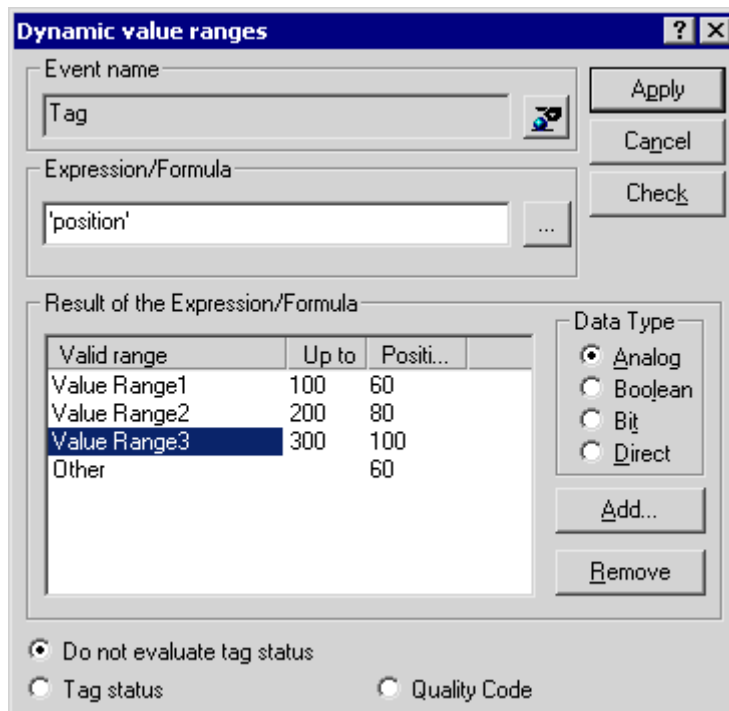 Dynamic value ranges
Event name
Tag
Apply
Cancel
Check
Expression/Formula
'position'
...
Result of the Expression/Formula
Valid range Up to Positi...
Value Range1 100 60
Value Range2 200 80
Value Range3 300 100
Other 60
Data Type
Analog
Boolean
Bit
Direct
Add...
Remove
Do not evaluate tag status
Tag status Quality Code